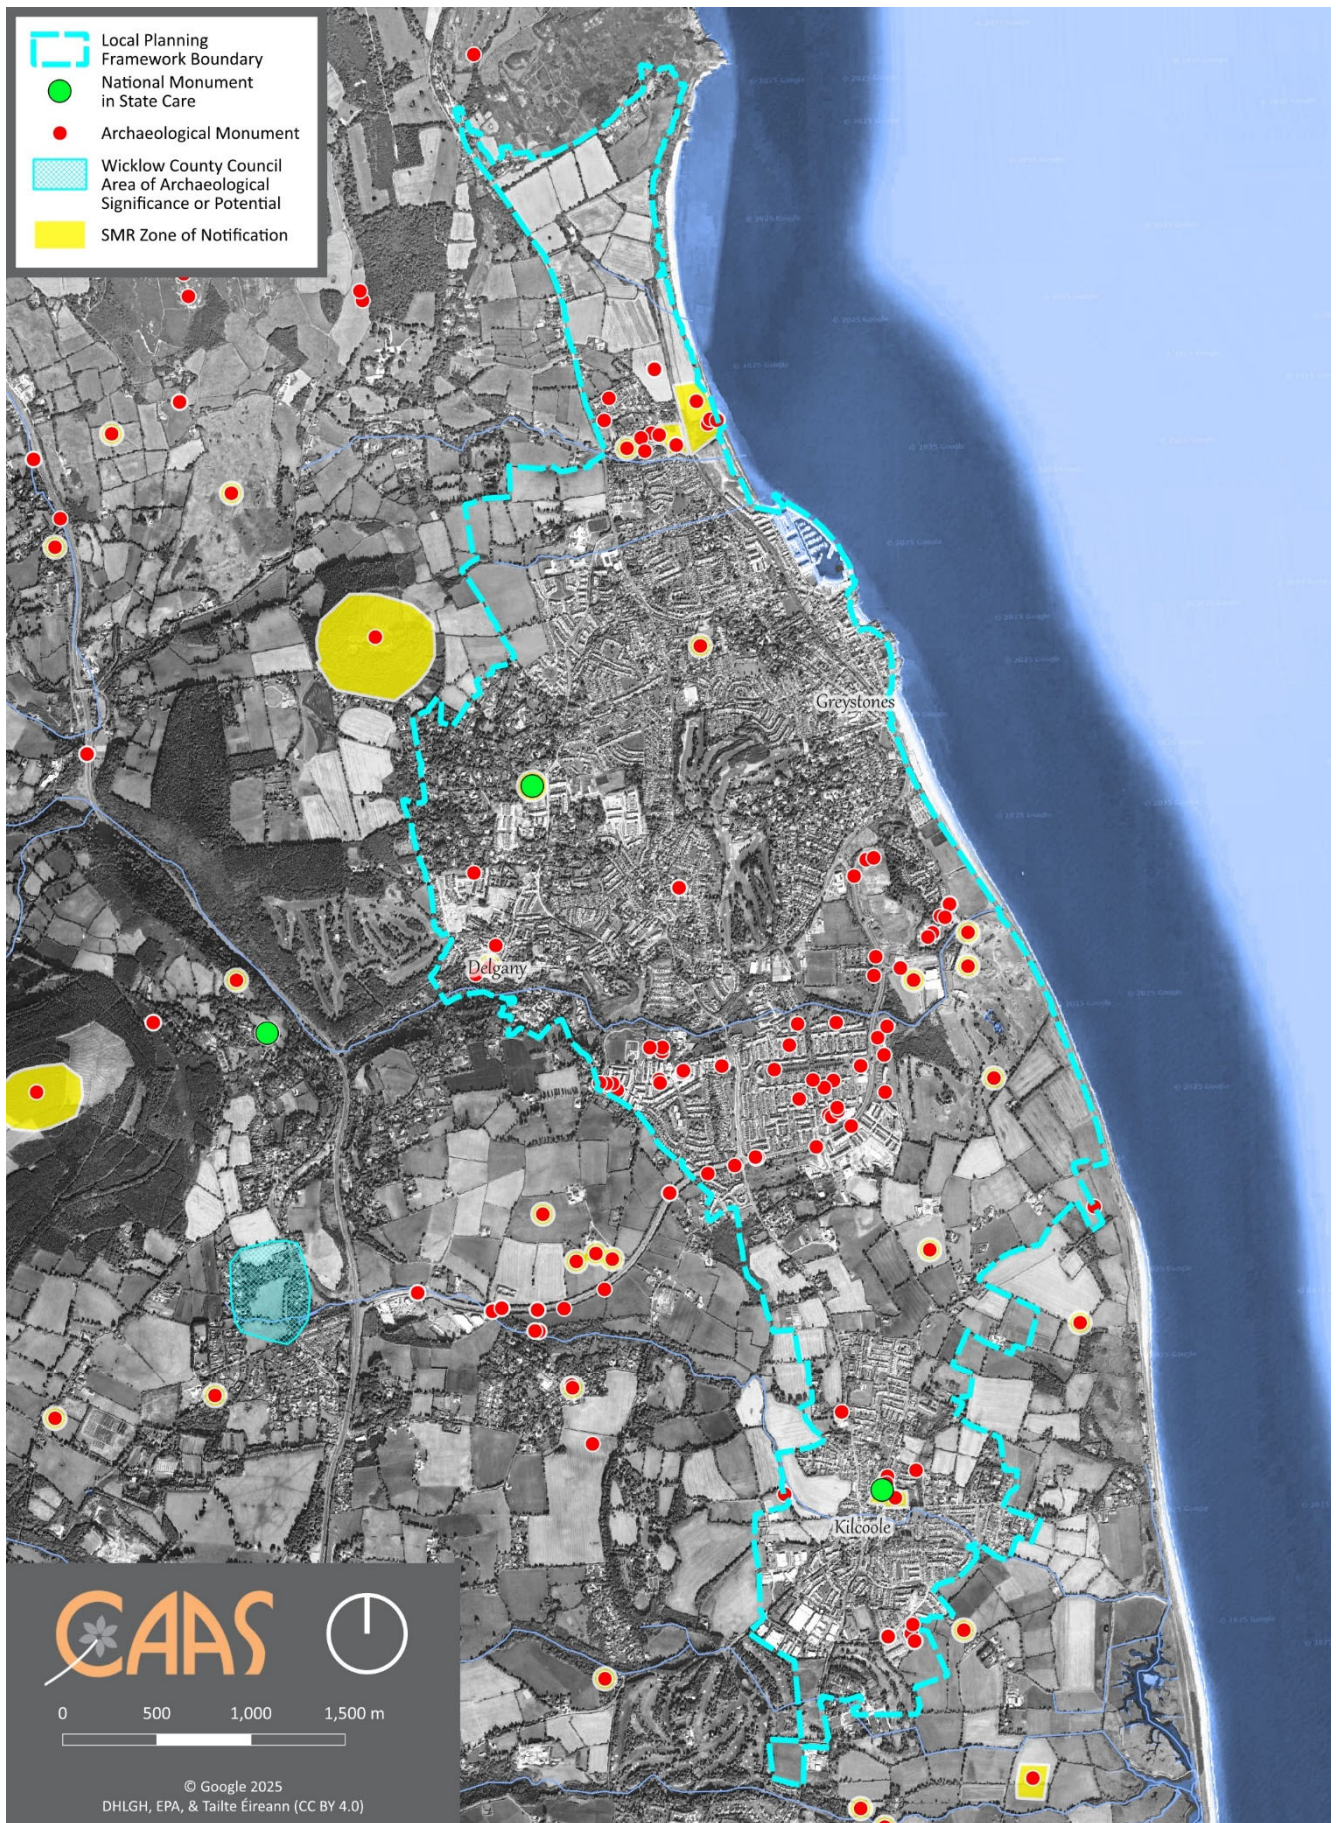 Local Planning
Framework Boundary
National Monument
in State Care
Archaeological Monument
Wicklow County Council
Area of Archaeological
Significance or Potential
SMR Zone of Notification
Greystones
Delgany
Kilcoole
CAAS
0 500 1,000 1,500 m
© Google 2025
DHLGH, EPA, & Tailte Éireann (CC BY 4.0)